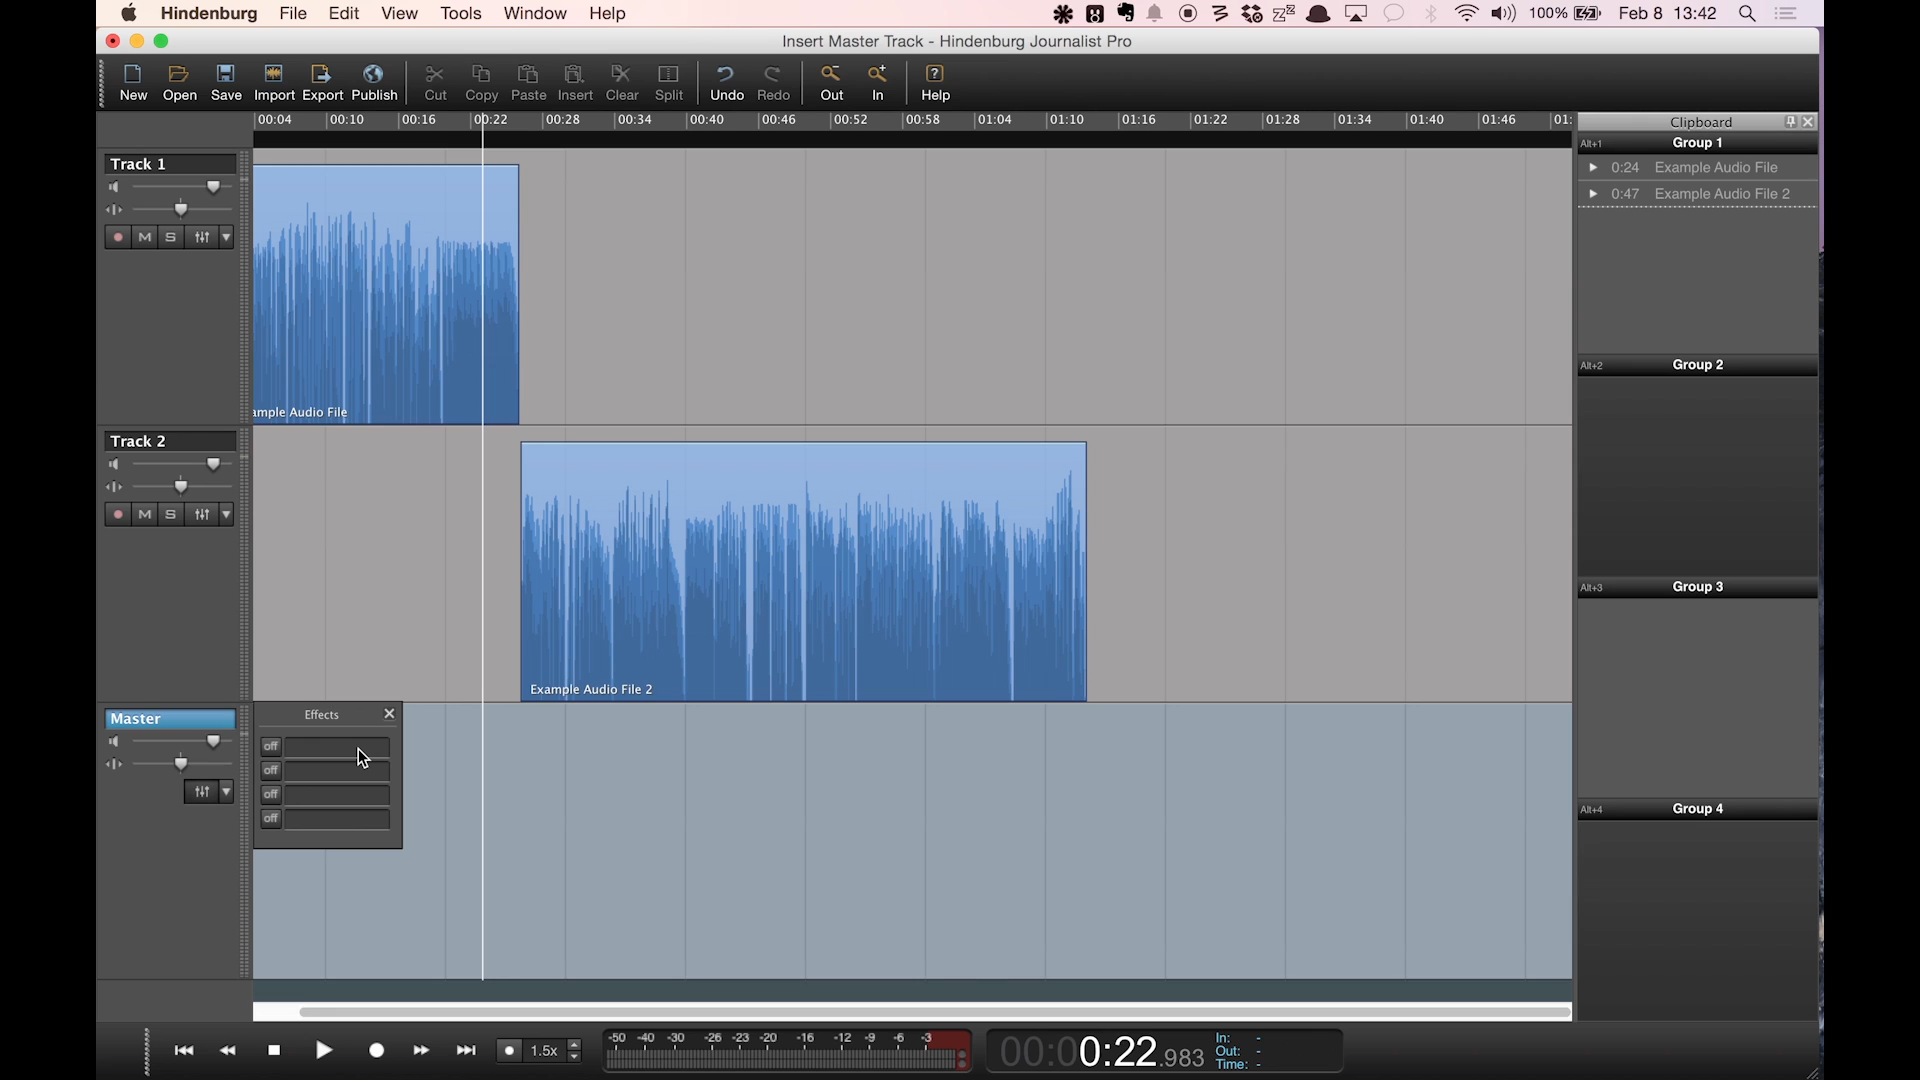 Hindenburg File Edit View Tools Window Help 100% Feb 8 13:42
Insert Master Track - Hindenburg Journalist Pro
New Open Save Import Export Publish Cut Copy Paste Insert Clear Split Undo Redo Out In Help
00:04 00:10 00:16 00:22 00:28 00:34 00:40 00:46 00:52 00:58 01:04 01:10 01:16 01:22 01:28 01:34 01:40 01:46 01:
Clipboard
Alt+1 Group 1
0:24 Example Audio File
0:47 Example Audio File 2
Alt+2 Group 2
Alt+3 Group 3
Alt+4 Group 4
Track 1
M S
ample Audio File
Track 2
M S
Example Audio File 2
Master
Effects
off
off
off
off
1.5x
-50 -40 -30 -26 -23 -20 -16 -12 -9 -6 -3
00:00:22.983
In: -
Out: -
Time: -